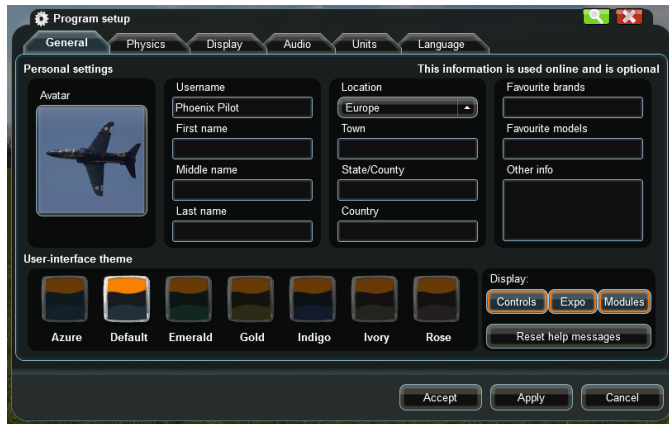 Program setup
General Physics Display Audio Units Language
Personal settings This information is used online and is optional
Avatar
Username
Phoenix Pilot
First name
Middle name
Last name
Location
Europe
Town
State/County
Country
Favourite brands
Favourite models
Other info
User-interface theme
Azure Default Emerald Gold Indigo Ivory Rose
Display:
Controls Expo Modules
Reset help messages
Accept Apply Cancel